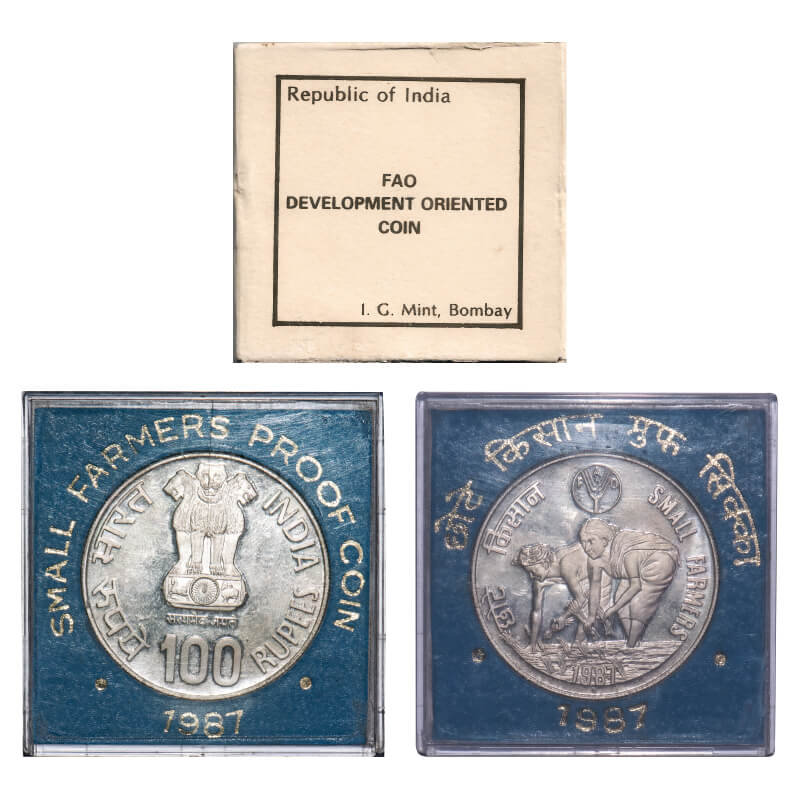 Republic of India
FAO
DEVELOPMENT ORIENTED
COIN
I. G. Mint, Bombay
SMALL FARMERS PROOF COIN
भारत
INDIA
रुपये
RUPEES
सत्यमेव जयते
100
1987
छोटे किसान सिक्का
FAO
छोटे किसान
SMALL FARMERS
1987
1987